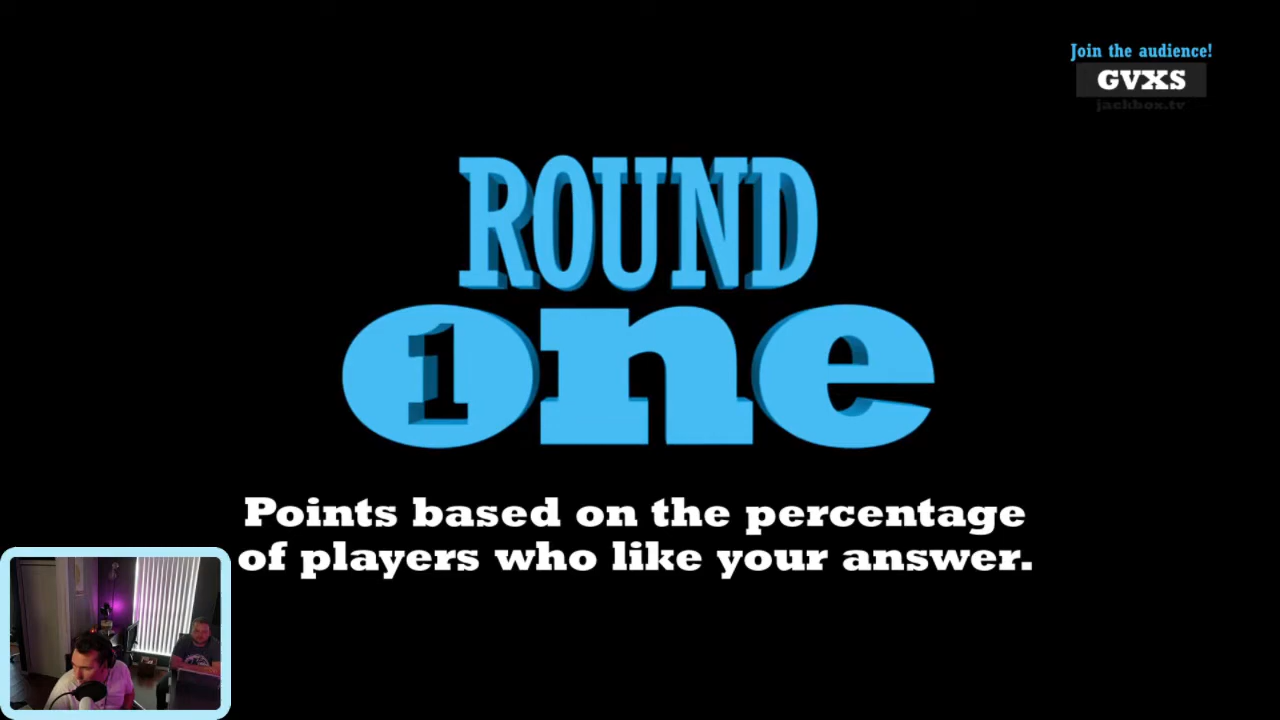 Join the audience!
GVXS
jackbox.tv
ROUND
One
1
Points based on the percentage
of players who like your answer.